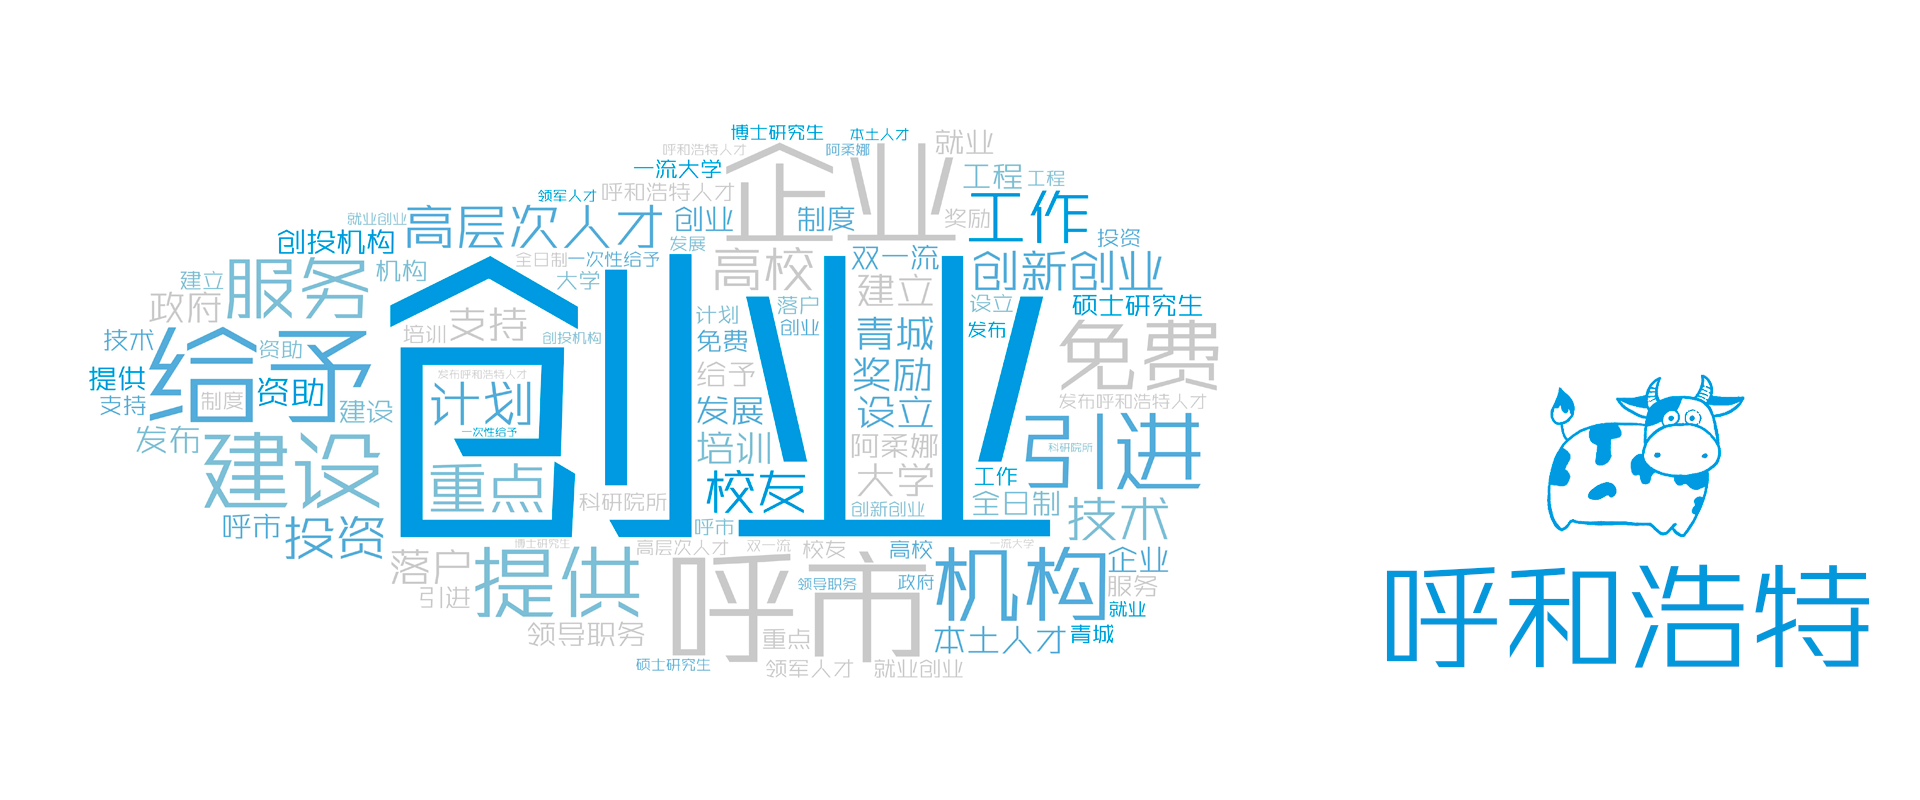 博士研究生
本土人才
就业
呼和浩特人才
阿柔娜
企业
一流大学
工程
工程
领军人才
呼和浩特人才
工作
就业创业
高层次人才
创业
制度
奖励
创投机构
发展
投资
全日制
一次性给予
双一流
高校
创新创业
服务
机构
大学
建立
建立
政府
创业
落户
设立
硕士研究生
支持
计划
创业
发布
培训
创投机构
免费
青城
免费
技术
给予
资助
发布呼和浩特人才
给予
奖励
提供
资助
计划
支持
制度
建设
一次性给予
发展
设立
发布呼和浩特人才
发布
培训
阿柔娜
引进
科研院所
建设
重点
校友
大学
工作
科研院所
全日制
技术
呼市
投资
呼市
创新创业
博士研究生
高层次人才
双一流
校友
高校
一流大学
企业
落户
提供
呼市
领导职务
政府
机构
服务
引进
就业
领导职务
重点
本土人才
青城
硕士研究生
领军人才
就业创业
呼和浩特